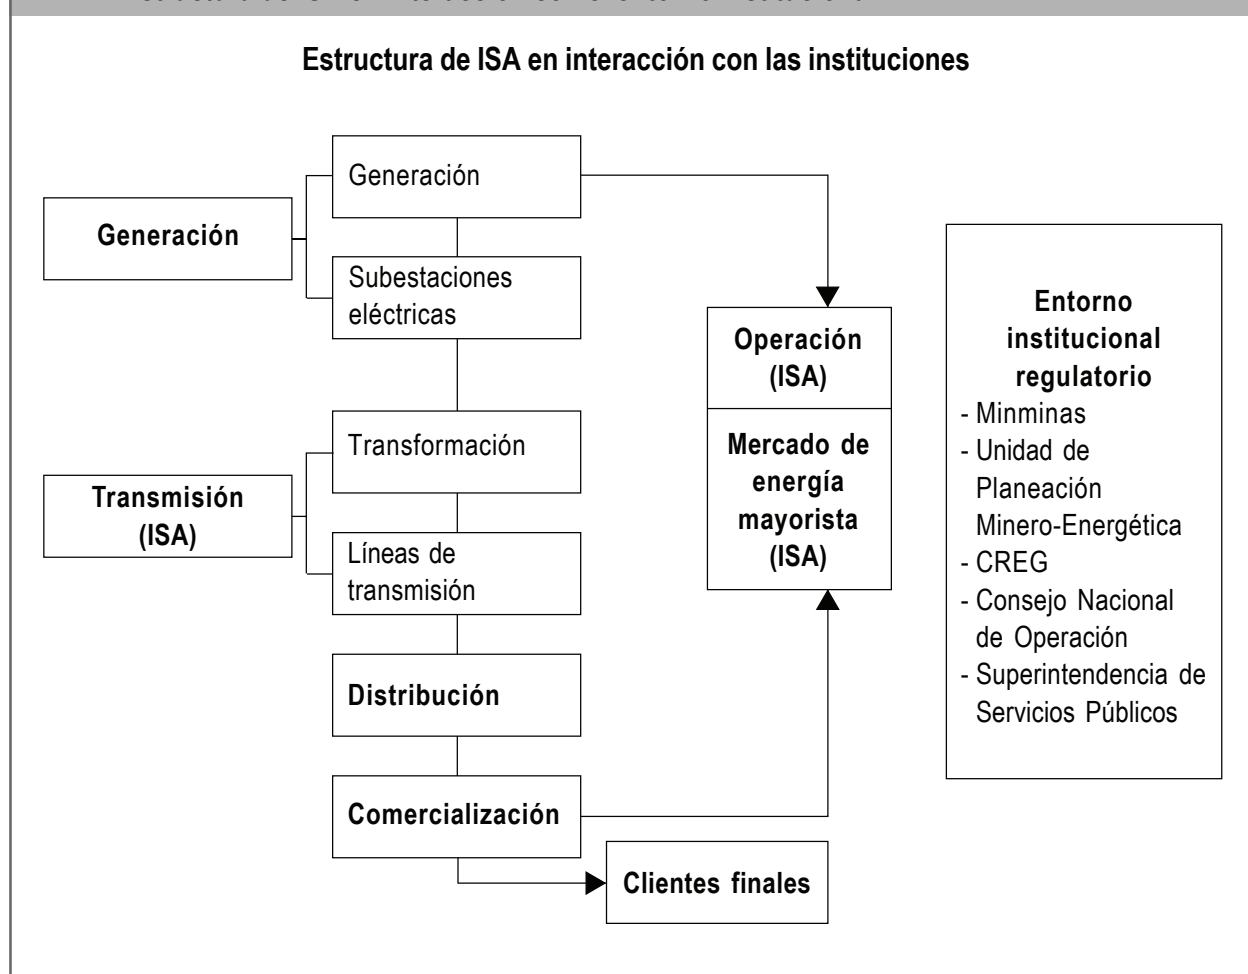 Estructura de ISA en interacción con las instituciones
Generación
Generación
Subestaciones
eléctricas
Transmisión
(ISA)
Transformación
Líneas de
transmisión
Distribución
Comercialización
Clientes finales
Operación
(ISA)
Mercado de
energía
mayorista
(ISA)
Entorno
institucional
regulatorio
- Minminas
- Unidad de
Planeación
Minero-Energética
- CREG
- Consejo Nacional
de Operación
- Superintendencia de
Servicios Públicos